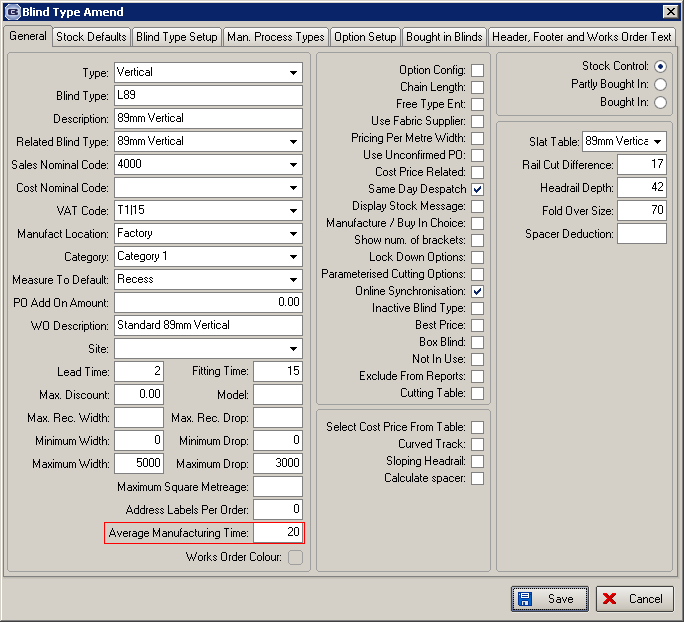 Blind Type Amend
General
Stock Defaults
Blind Type Setup
Man. Process Types
Option Setup
Bought in Blinds
Header, Footer and Works Order Text
Type: Vertical
Blind Type: L89
Description: 89mm Vertical
Related Blind Type: 89mm Vertical
Sales Nominal Code: 4000
Cost Nominal Code:
VAT Code: T1|15
Manufact Location: Factory
Category: Category 1
Measure To Default: Recess
PO Add On Amount: 0.00
WO Description: Standard 89mm Vertical
Site:
Lead Time: 2 Fitting Time: 15
Max. Discount: 0.00 Model:
Max. Rec. Width: Max. Rec. Drop:
Minimum Width: 0 Minimum Drop: 0
Maximum Width: 5000 Maximum Drop: 3000
Maximum Square Metreage:
Address Labels Per Order: 0
Average Manufacturing Time: 20
Works Order Colour:
Option Config:
Chain Length:
Free Type Ent:
Use Fabric Supplier:
Pricing Per Metre Width:
Use Unconfirmed PO:
Cost Price Related:
Same Day Despatch
Display Stock Message:
Manufacture / Buy In Choice:
Show num. of brackets:
Lock Down Options:
Parameterised Cutting Options:
Online Synchronisation:
Inactive Blind Type:
Best Price:
Box Blind:
Not In Use:
Exclude From Reports:
Cutting Table:
Select Cost Price From Table:
Curved Track:
Sloping Headrail:
Calculate spacer:
Stock Control:
Partly Bought In:
Bought In:
Slat Table: 89mm Vertica
Rail Cut Difference: 17
Headrail Depth: 42
Fold Over Size: 70
Spacer Deduction:
Save
Cancel